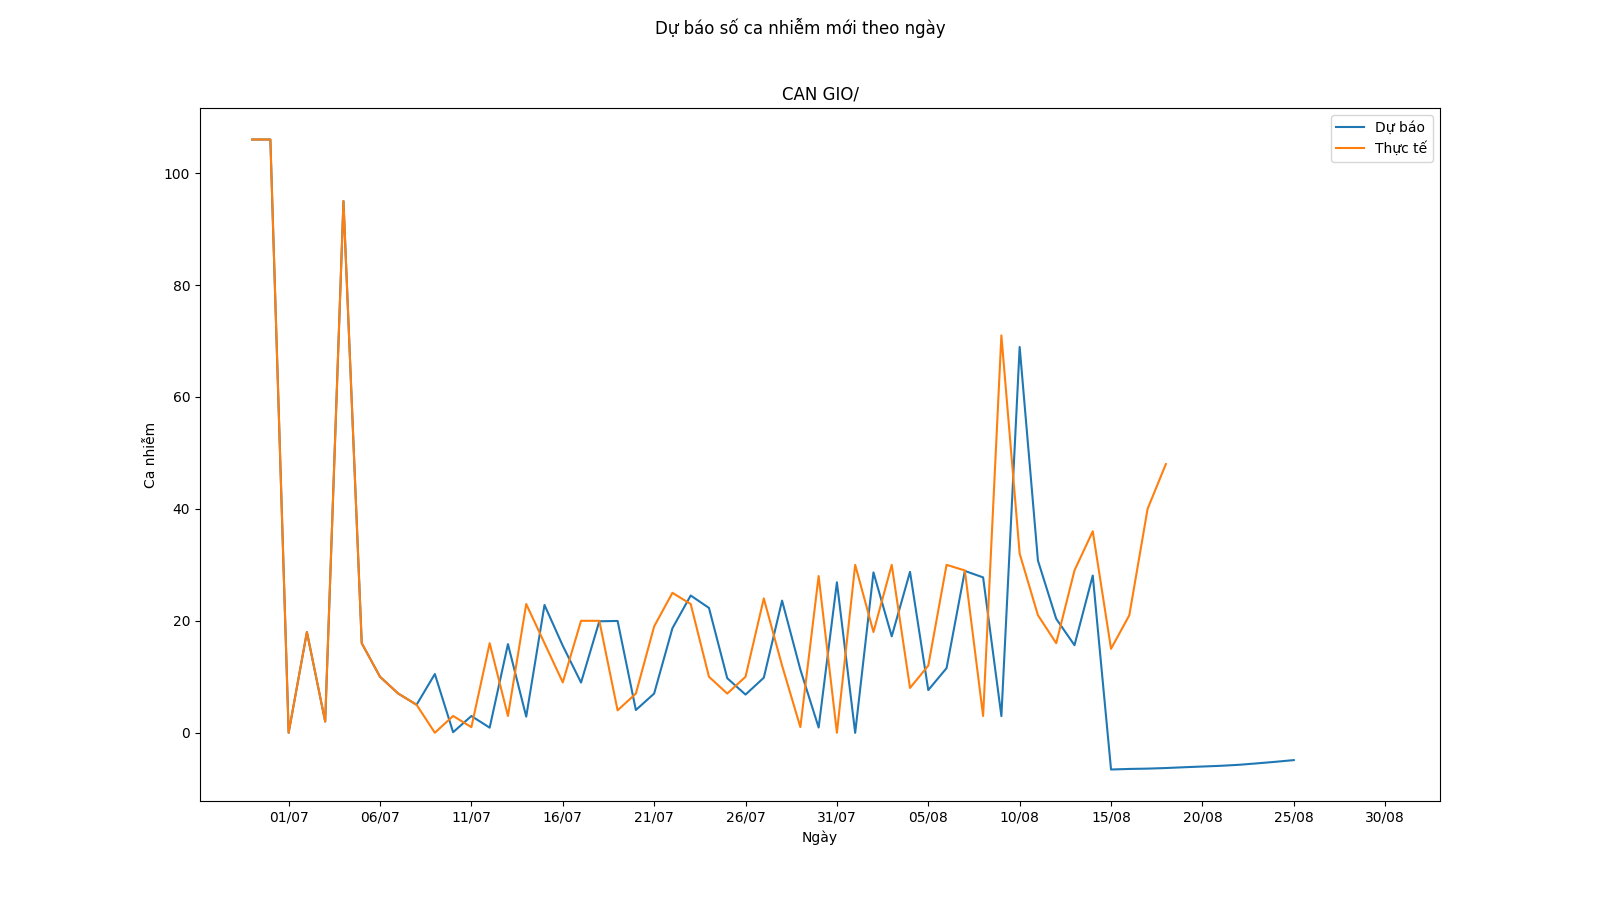 Dự báo số ca nhiễm mới theo ngày
CAN GIO/
Dự báo
Thực tế
100
80
60
40
20
0
Ca nhiễm
01/07 06/07 11/07 16/07 21/07 26/07 31/07 05/08 10/08 15/08 20/08 25/08 30/08
Ngày